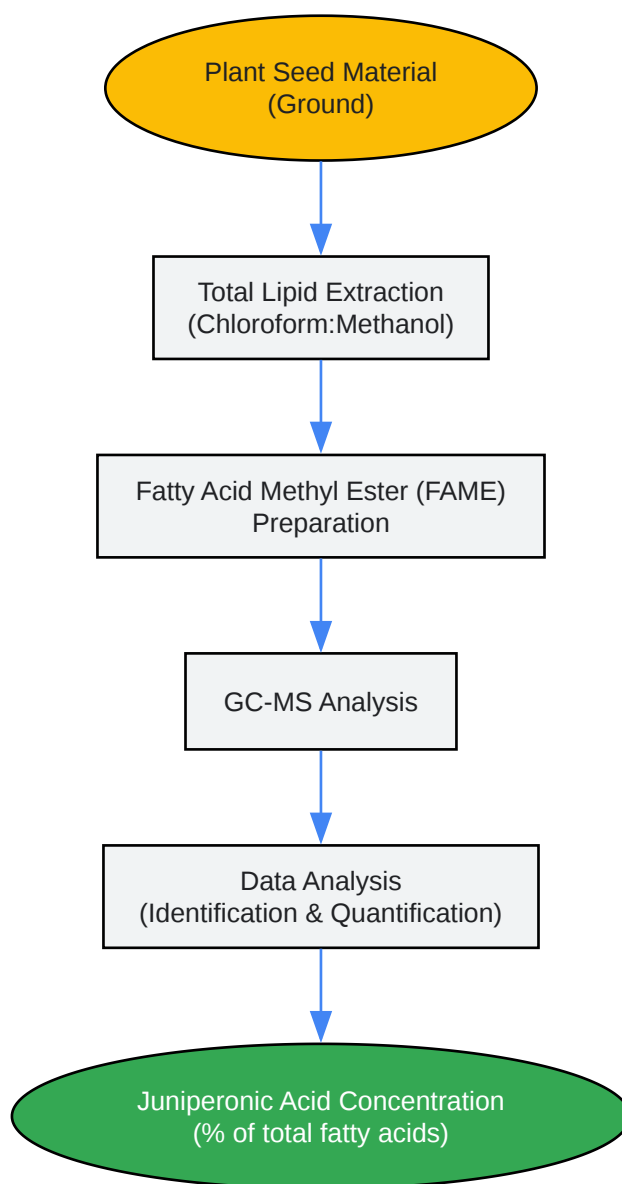 Plant Seed Material
(Ground)
Total Lipid Extraction
(Chloroform:Methanol)
Fatty Acid Methyl Ester (FAME)
Preparation
GC-MS Analysis
Data Analysis
(Identification & Quantification)
Juniperonic Acid Concentration
(% of total fatty acids)